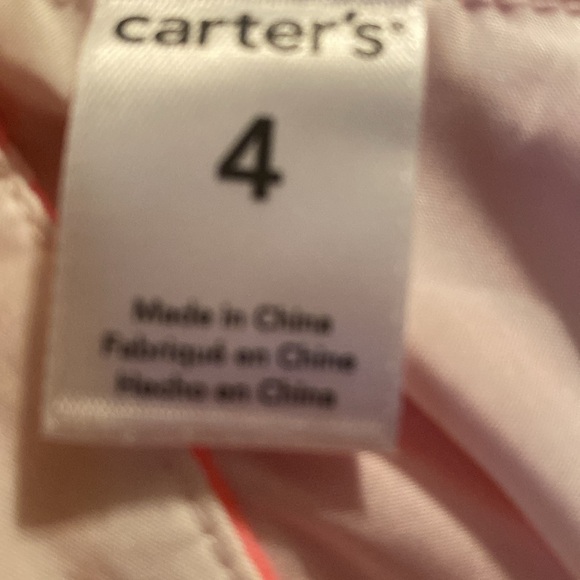 carter's
4
Made in China
Fabriqué en Chine
Hecho en China